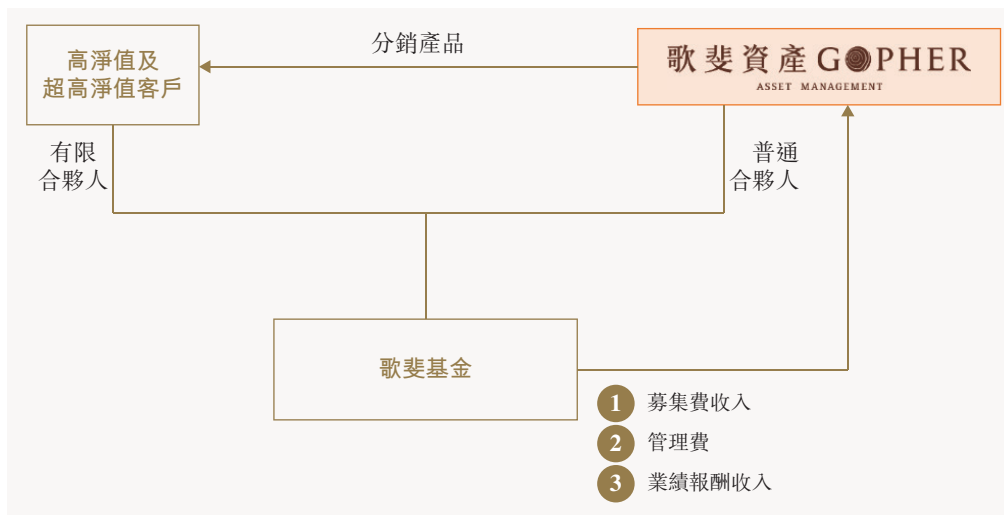 高淨值及
超高淨值客戶
分銷產品
歌斐資產 GOPHER
ASSET MANAGEMENT
有限
合夥人
普通
合夥人
歌斐基金
1 募集費收入
2 管理費
3 業績報酬收入